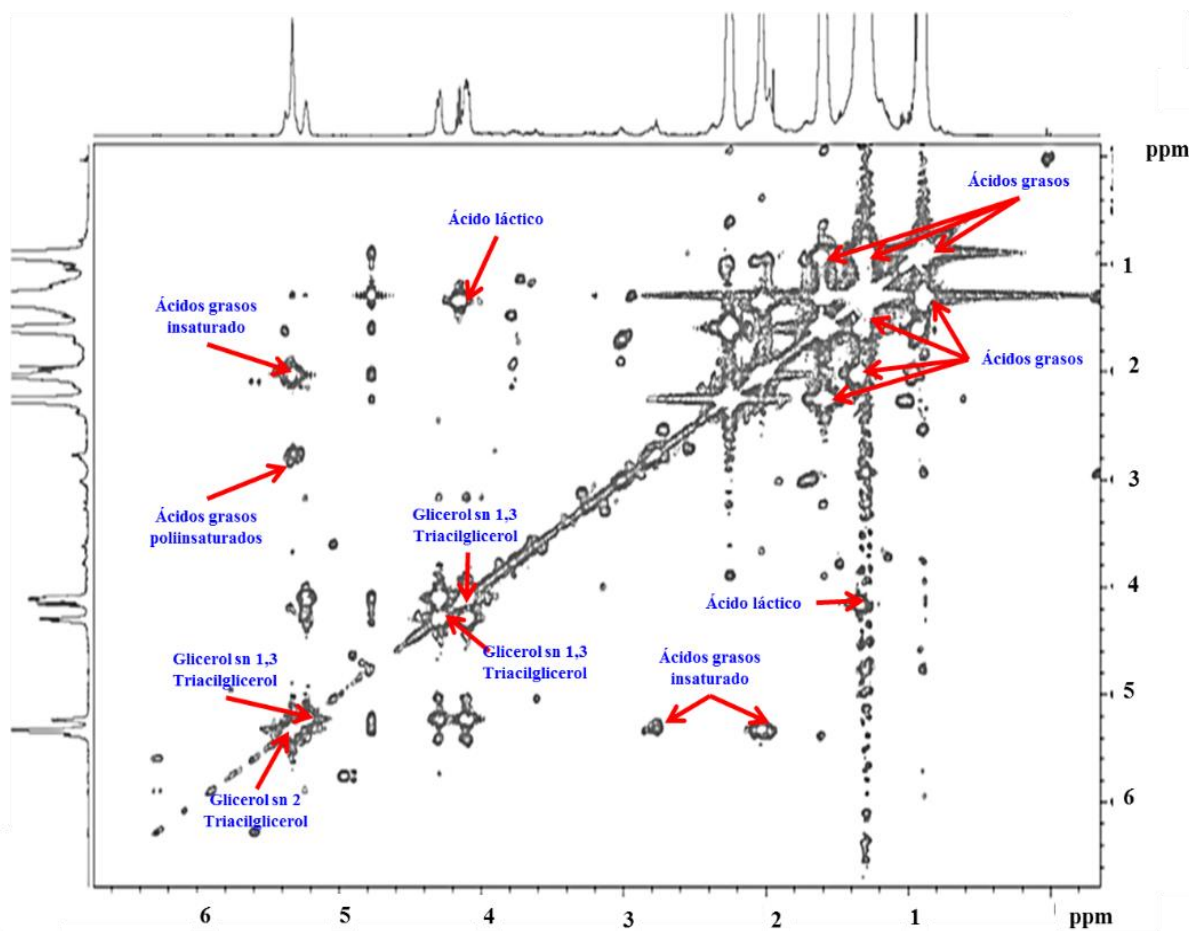 ppm
Ácidos grasos
Ácido láctico
1
Ácidos grasos
insaturado
Ácidos grasos
2
3
Ácidos grasos
poliinsaturados
Glicerol sn 1,3
Triacilglicerol
4
Ácido láctico
Glicerol sn 1,3
Triacilglicerol
Glicerol sn 1,3
Triacilglicerol
Ácidos grasos
insaturado
5
Glicerol sn 2
Triacilglicerol
6
6 5 4 3 2 1 ppm